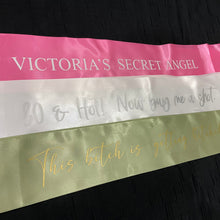 VICTORIA'S SECRET ANGEL
30 & Hot! Now buy me a shot
This bitch is